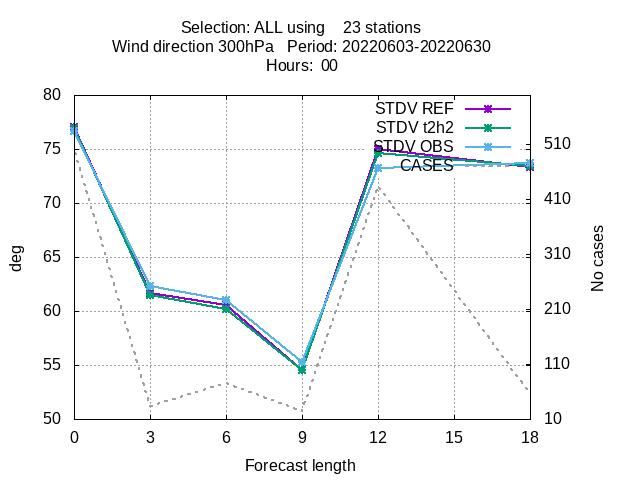 Selection: ALL using    23 stations
Wind direction 300hPa   Period: 20220603-20220630
Hours:  00
STDV REF
STDV t2h2
STDV OBS
CASES
80
75
70
65
60
55
50
510
410
310
210
110
10
deg
No cases
0 3 6 9 12 15 18
Forecast length